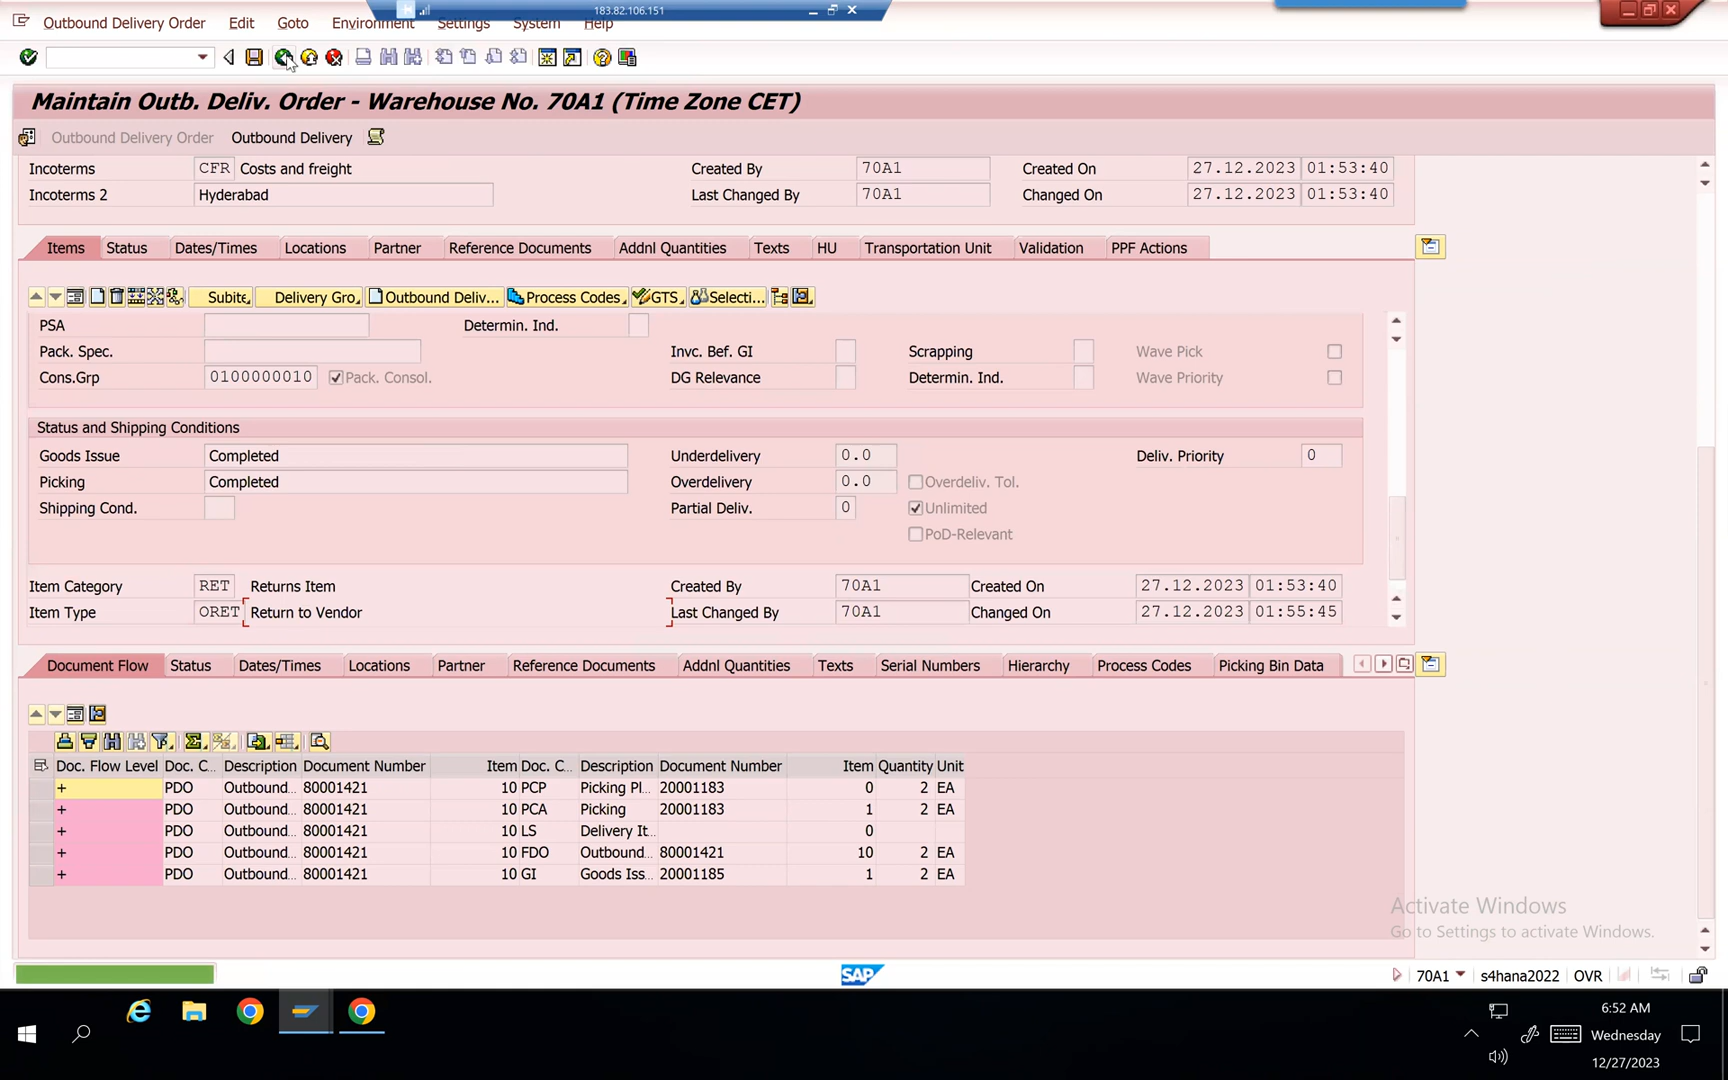 183.82.106.151
Outbound Delivery Order Edit Goto Environment Settings System Help
Maintain Outb. Deliv. Order - Warehouse No. 70A1 (Time Zone CET)
Outbound Delivery Order Outbound Delivery
Incoterms CFR Costs and freight Created By 70A1 Created On 27.12.2023 01:53:40
Incoterms 2 Hyderabad Last Changed By 70A1 Changed On 27.12.2023 01:53:40
Items Status Dates/Times Locations Partner Reference Documents Addnl Quantities Texts HU Transportation Unit Validation PPF Actions
Subite. Delivery Gro. Outbound Deliv... Process Codes. GTS. Selecti...
PSA Determin. Ind.
Pack. Spec. Invc. Bef. GI Scrapping Wave Pick
Cons.Grp 0100000010 Pack. Consol. DG Relevance Determin. Ind. Wave Priority
Status and Shipping Conditions
Goods Issue Completed Underdelivery 0.0 Deliv. Priority 0
Picking Completed Overdelivery 0.0 Overdeliv. Tol.
Shipping Cond. Partial Deliv. 0 Unlimited
PoD-Relevant
Item Category RET Returns Item Created By 70A1 Created On 27.12.2023 01:53:40
Item Type ORET Return to Vendor Last Changed By 70A1 Changed On 27.12.2023 01:55:45
Document Flow Status Dates/Times Locations Partner Reference Documents Addnl Quantities Texts Serial Numbers Hierarchy Process Codes Picking Bin Data
Doc. Flow Level Doc. C... Description Document Number Item Doc. C... Description Document Number Item Quantity Unit
+ PDO Outbound... 80001421 10 PCP Picking Pl... 20001183 0 2 EA
+ PDO Outbound... 80001421 10 PCA Picking 20001183 1 2 EA
+ PDO Outbound... 80001421 10 LS Delivery It... 0
+ PDO Outbound... 80001421 10 FDO Outbound... 80001421 10 2 EA
+ PDO Outbound... 80001421 10 GI Goods Iss... 20001185 1 2 EA
Activate Windows
Go to Settings to activate Windows.
SAP 70A1 s4hana2022 OVR
6:52 AM
Wednesday
12/27/2023